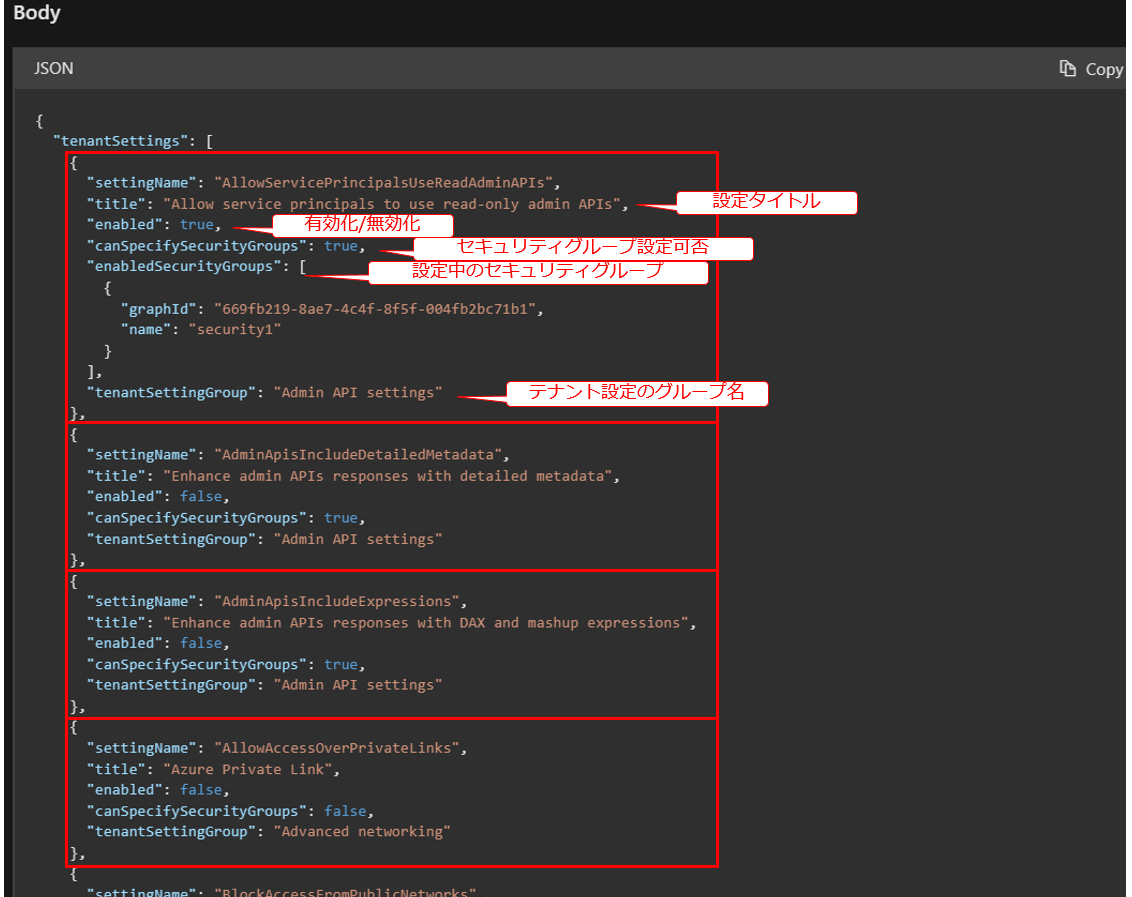 Body
JSON
Copy
{
"tenantSettings": [
{
"settingName": "AllowServicePrincipalsUseReadAdminAPIs",
"title": "Allow service principals to use read-only admin APIs",
設定タイトル
"enabled": true,
有効化/無効化
"canSpecifySecurityGroups": true,
セキュリティグループ設定可否
"enabledSecurityGroups": [
設定中のセキュリティグループ
{
"graphId": "669fb219-8ae7-4c4f-8f5f-004fb2bc71b1",
"name": "security1"
}
],
"tenantSettingGroup": "Admin API settings"
テナント設定のグループ名
},
{
"settingName": "AdminApisIncludeDetailedMetadata",
"title": "Enhance admin APIs responses with detailed metadata",
"enabled": false,
"canSpecifySecurityGroups": true,
"tenantSettingGroup": "Admin API settings"
},
{
"settingName": "AdminApisIncludeExpressions",
"title": "Enhance admin APIs responses with DAX and mashup expressions",
"enabled": false,
"canSpecifySecurityGroups": true,
"tenantSettingGroup": "Admin API settings"
},
{
"settingName": "AllowAccessOverPrivateLinks",
"title": "Azure Private Link",
"enabled": false,
"canSpecifySecurityGroups": false,
"tenantSettingGroup": "Advanced networking"
},
{
"settingName": "BlockAccessFromPublicNetworks"